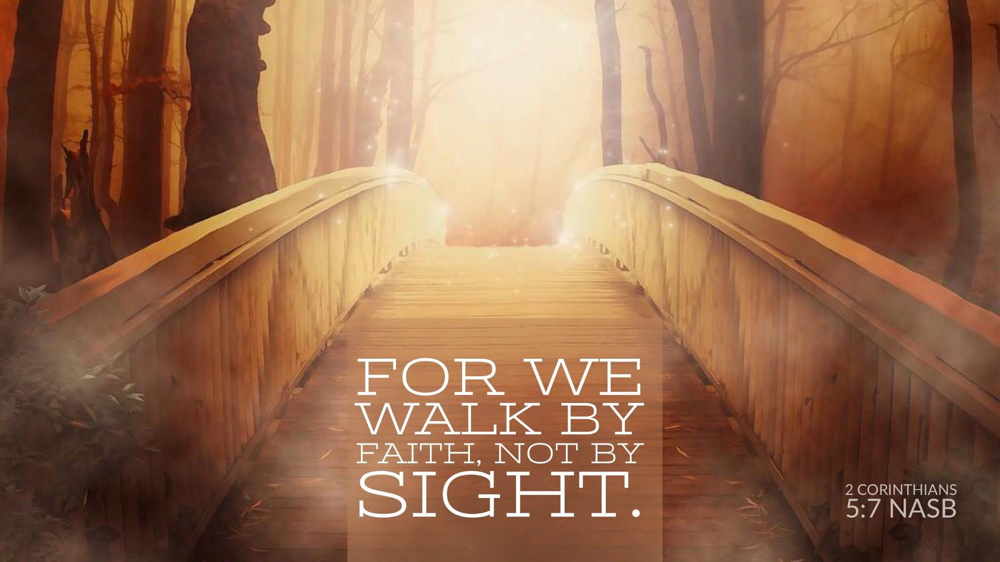 FOR WE
WALK BY
FAITH, NOT BY
SIGHT.
2 CORINTHIANS
5:7 NASB